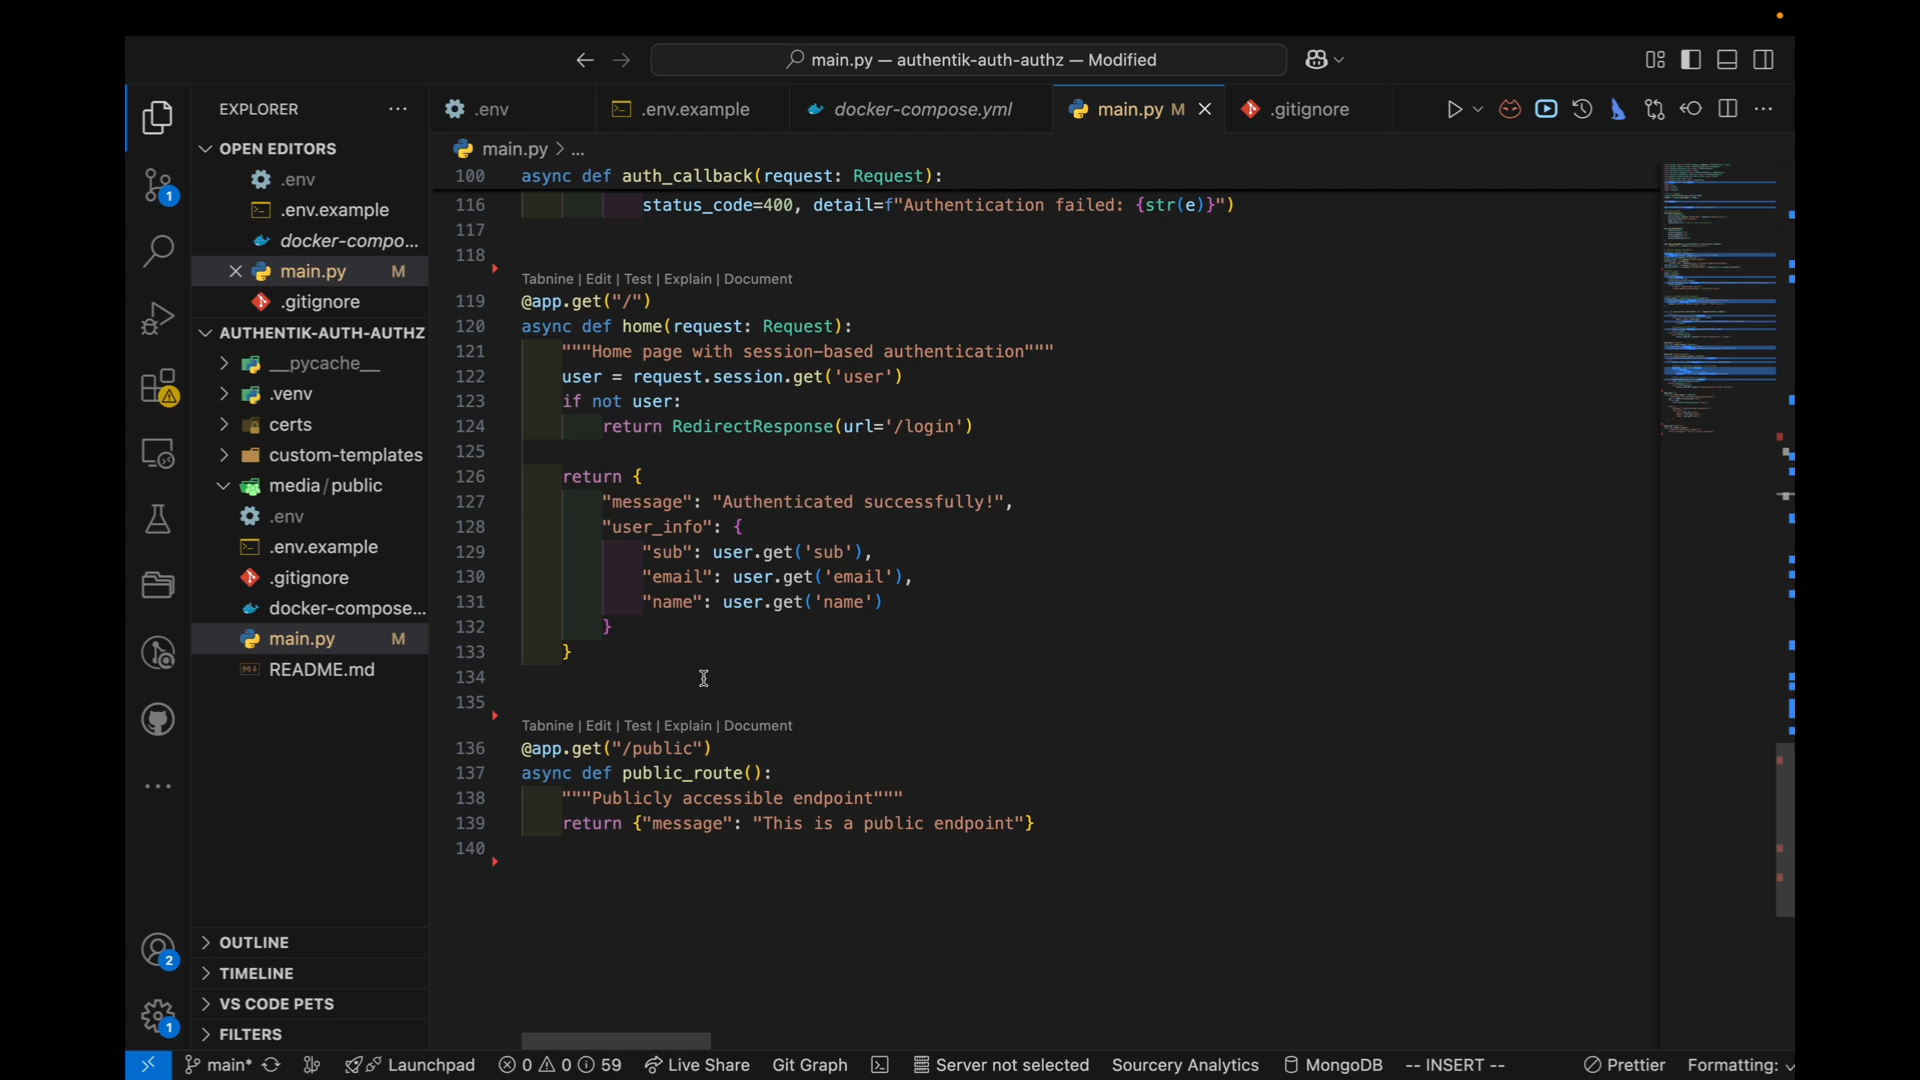 main.py — authentik-auth-authz — Modified
EXPLORER
.env
.env.example
docker-compose.yml
main.py M
.gitignore
OPEN EDITORS
.env
.env.example
docker-compo...
main.py M
.gitignore
AUTHENTIK-AUTH-AUTHZ
__pycache__
.venv
certs
custom-templates
media/public
.env
.env.example
.gitignore
docker-compose...
main.py M
README.md
OUTLINE
TIMELINE
VS CODE PETS
FILTERS
main.py > ...
100 async def auth_callback(request: Request):
116 status_code=400, detail=f"Authentication failed: {str(e)}")
117
118
Tabnine | Edit | Test | Explain | Document
119 @app.get("/")
120 async def home(request: Request):
121 """Home page with session-based authentication"""
122 user = request.session.get('user')
123 if not user:
124 return RedirectResponse(url='/login')
125
126 return {
127 "message": "Authenticated successfully!",
128 "user_info": {
129 "sub": user.get('sub'),
130 "email": user.get('email'),
131 "name": user.get('name')
132 }
133 }
134
135
Tabnine | Edit | Test | Explain | Document
136 @app.get("/public")
137 async def public_route():
138 """Publicly accessible endpoint"""
139 return {"message": "This is a public endpoint"}
140
1
2
1
main* Launchpad 0 0 59 Live Share Git Graph Server not selected Sourcery Analytics MongoDB -- INSERT -- Prettier Formatting: